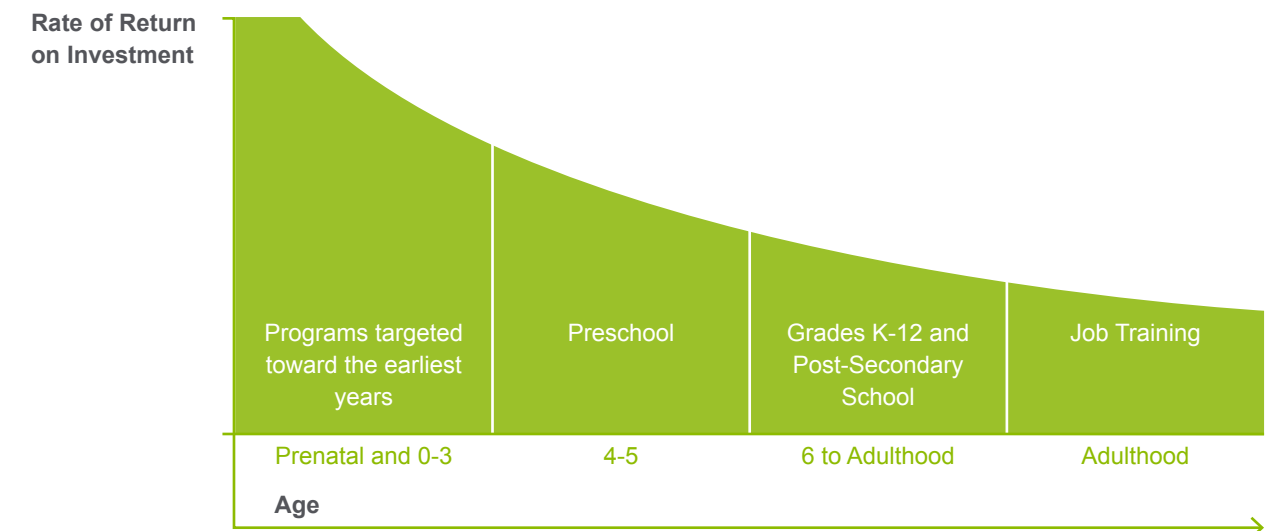 Rate of Return
on Investment
Programs targeted
toward the earliest
years
Preschool
Grades K-12 and
Post-Secondary
School
Job Training
Prenatal and 0-3
4-5
6 to Adulthood
Adulthood
Age